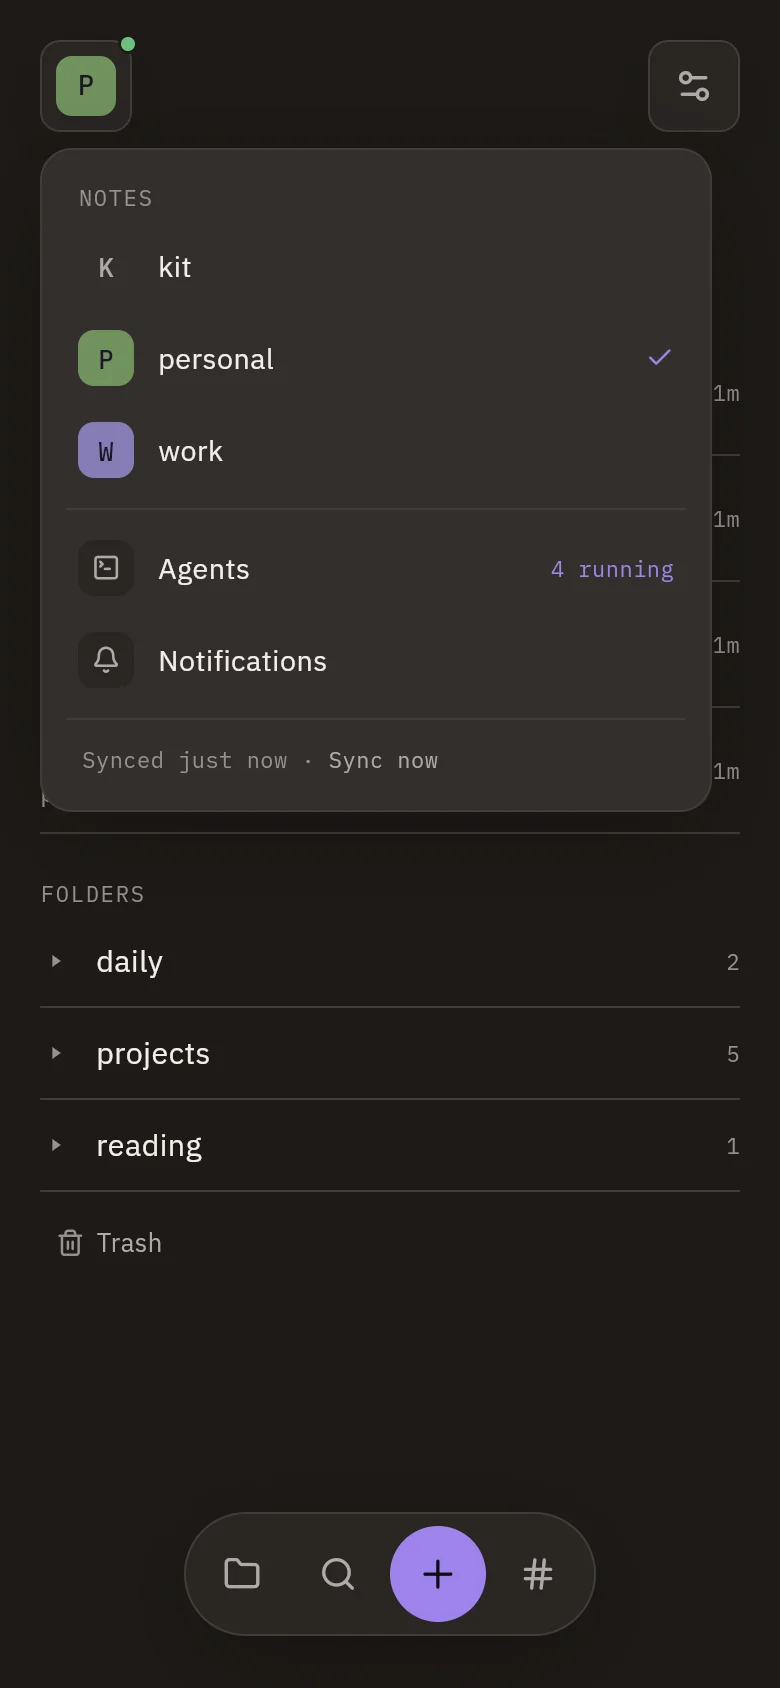 P
NOTES
K kit
P personal
W work
1m
1m
Agents 4 running
1m
Notifications
Synced just now · Sync now
1m
FOLDERS
daily 2
projects 5
reading 1
Trash